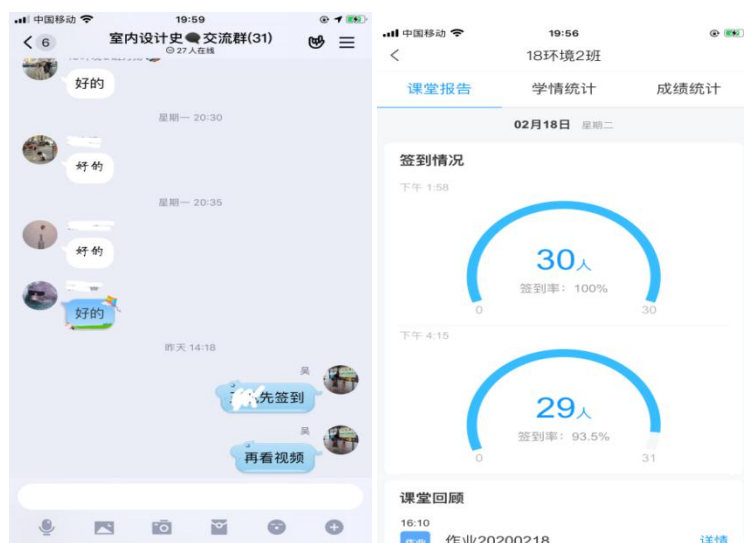 中国移动
19:59
6
室内设计史
交流群(31)
27人在线
好的
星期一 20:30
好的
星期一 20:35
好的
好的
昨天 14:18
吴
先签到
吴
再看视频
中国移动
19:56
18环境2班
课堂报告
学情统计
成绩统计
02月18日 星期二
签到情况
下午 1:58
30人
签到率：100%
0
30
下午 4:15
29人
签到率：93.5%
0
31
课堂回顾
16:10
作业
作业20200218
详情